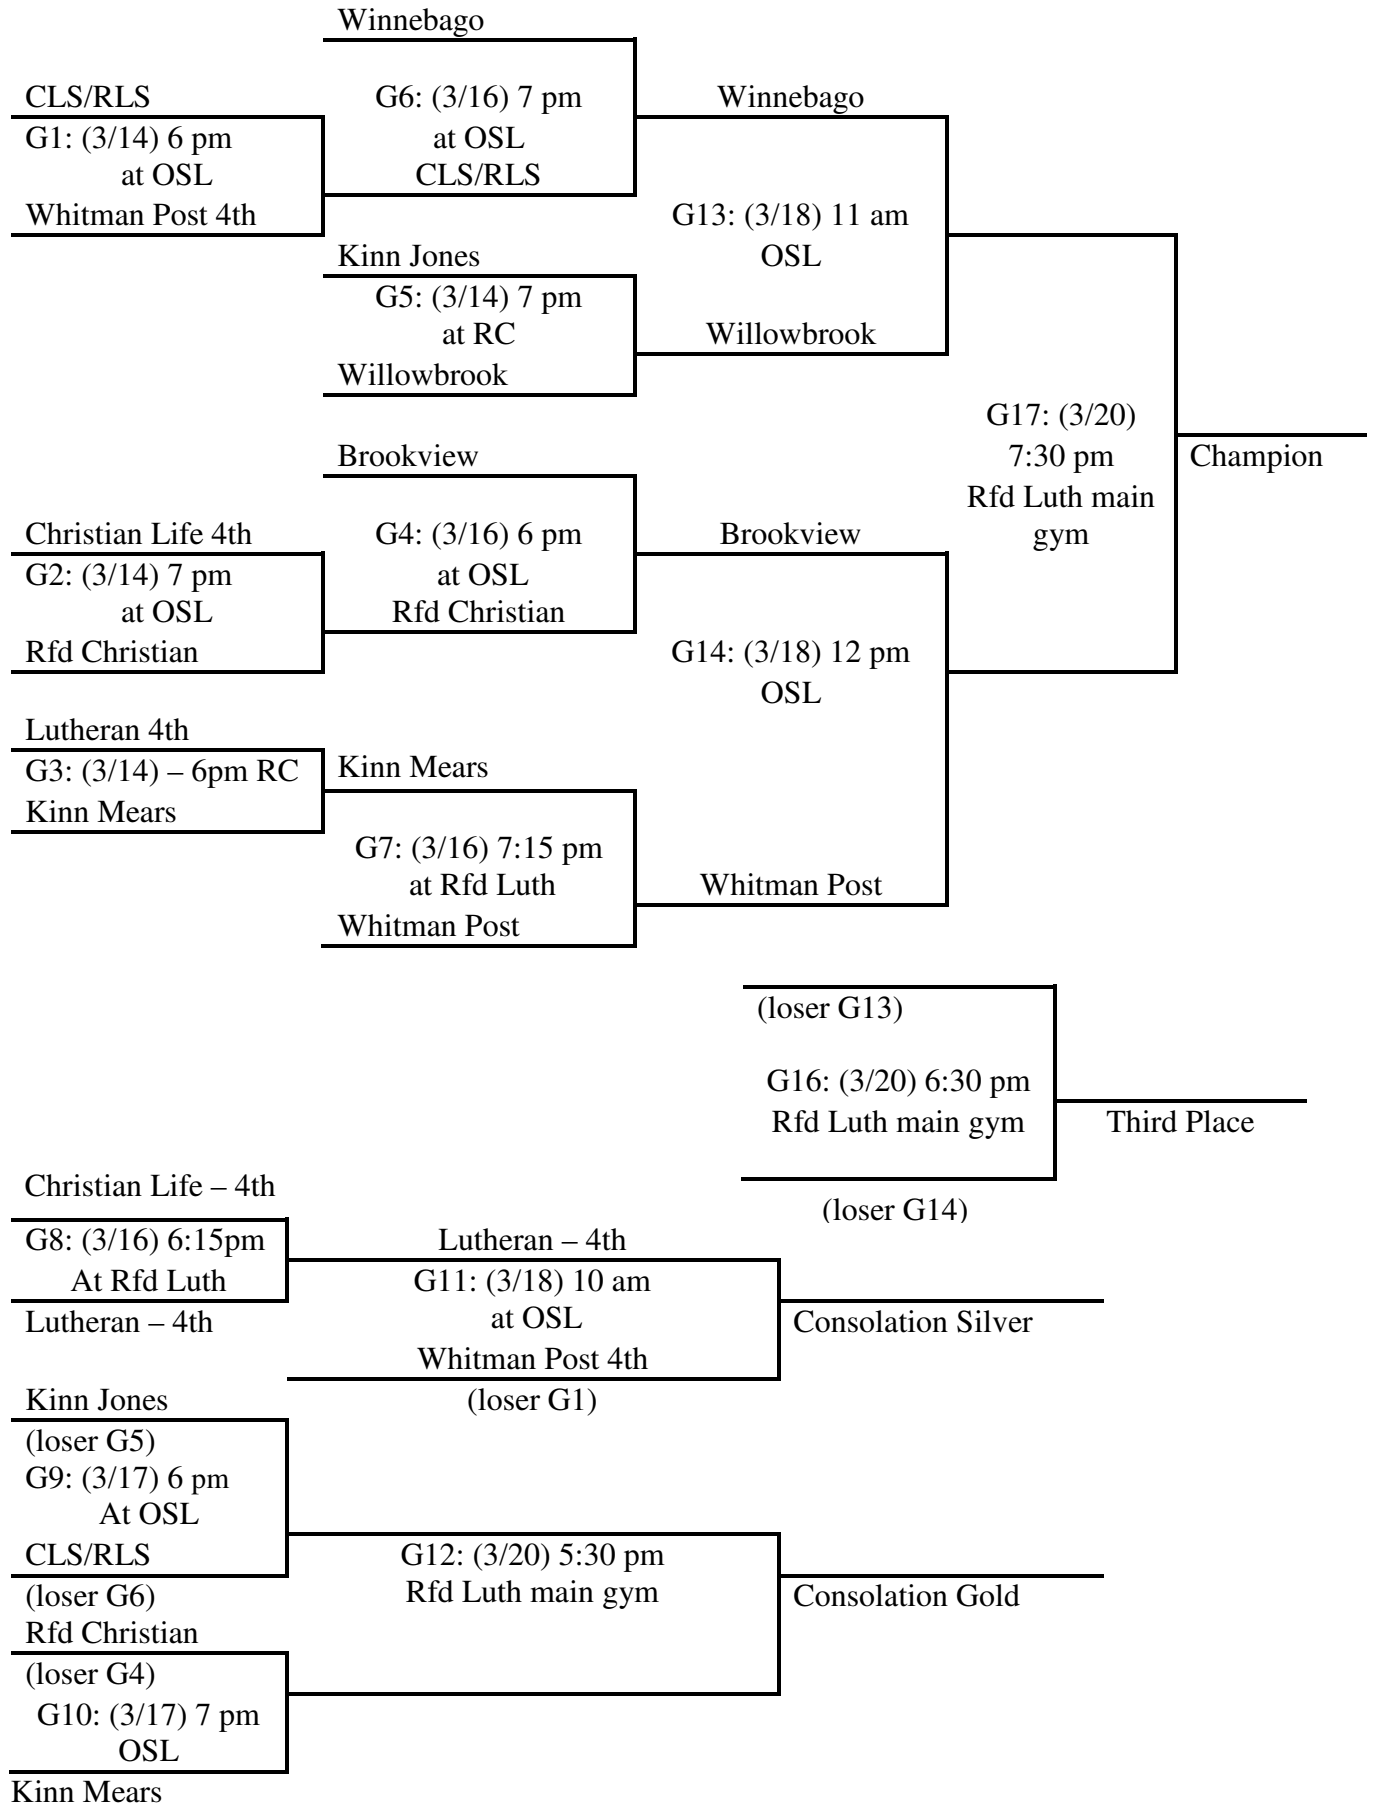 Winnebago
CLS/RLS
G1: (3/14) 6 pm
at OSL
Whitman Post 4th
G6: (3/16) 7 pm
at OSL
CLS/RLS
Kinn Jones
G5: (3/14) 7 pm
at RC
Willowbrook
Winnebago
G13: (3/18) 11 am
OSL
Willowbrook
Brookview
Christian Life 4th
G2: (3/14) 7 pm
at OSL
Rfd Christian
G4: (3/16) 6 pm
at OSL
Rfd Christian
Lutheran 4th
G3: (3/14) – 6pm RC
Kinn Mears
Kinn Mears
G7: (3/16) 7:15 pm
at Rfd Luth
Whitman Post
Brookview
G14: (3/18) 12 pm
OSL
Whitman Post
G17: (3/20)
7:30 pm
Rfd Luth main
gym
Champion
(loser G13)
G16: (3/20) 6:30 pm
Rfd Luth main gym
(loser G14)
Third Place
Christian Life – 4th
G8: (3/16) 6:15pm
At Rfd Luth
Lutheran – 4th
Lutheran – 4th
G11: (3/18) 10 am
at OSL
Whitman Post 4th
(loser G1)
Consolation Silver
Kinn Jones
(loser G5)
G9: (3/17) 6 pm
At OSL
CLS/RLS
(loser G6)
Rfd Christian
(loser G4)
G10: (3/17) 7 pm
OSL
Kinn Mears
G12: (3/20) 5:30 pm
Rfd Luth main gym
Consolation Gold